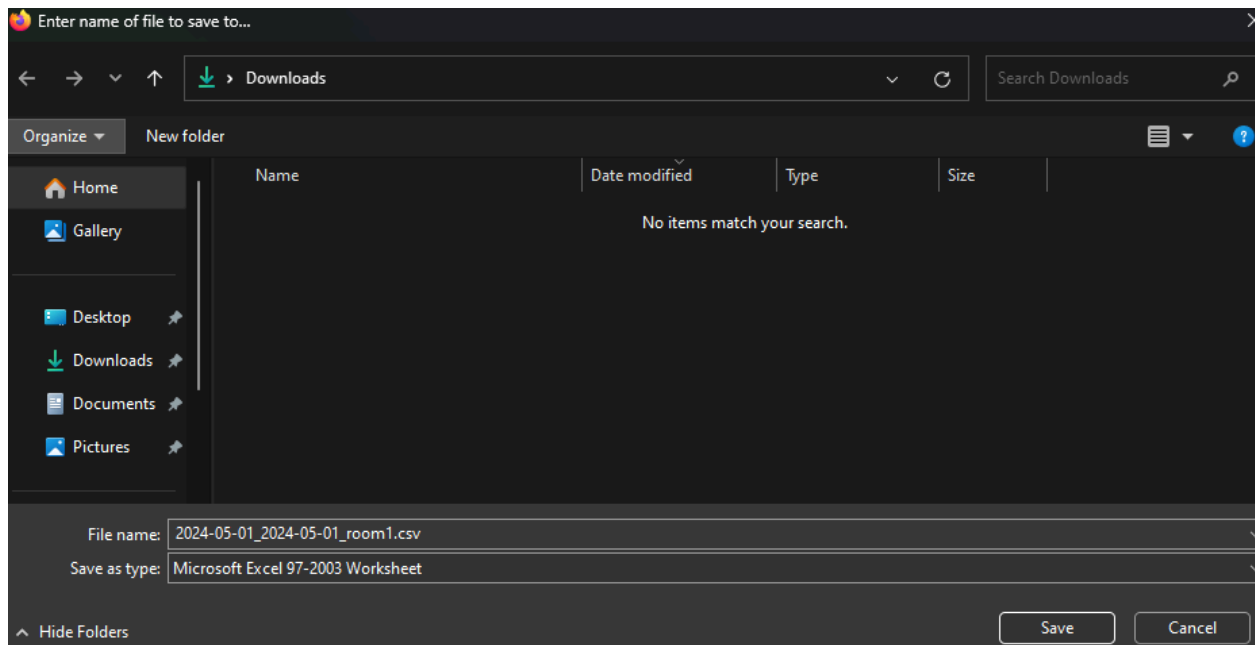 Enter name of file to save to...
Downloads
Search Downloads
Organize
New folder
Name Date modified Type Size
No items match your search.
Home
Gallery
Desktop
Downloads
Documents
Pictures
File name: 2024-05-01_2024-05-01_room1.csv
Save as type: Microsoft Excel 97-2003 Worksheet
Hide Folders
Save Cancel